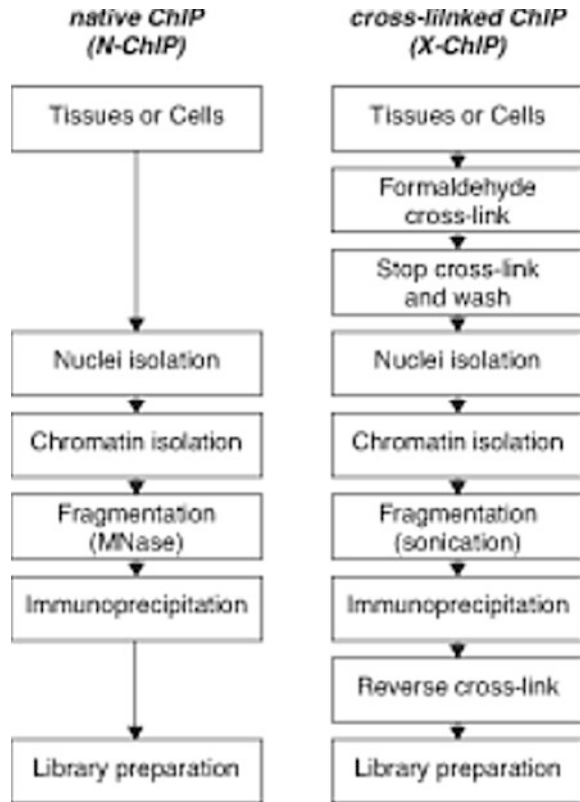 native ChIP
(N-ChIP)
Tissues or Cells
Nuclei isolation
Chromatin isolation
Fragmentation
(MNase)
Immunoprecipitation
Library preparation
cross-lilnked ChIP
(X-ChIP)
Tissues or Cells
Formaldehyde
cross-link
Stop cross-link
and wash
Nuclei isolation
Chromatin isolation
Fragmentation
(sonication)
Immunoprecipitation
Reverse cross-link
Library preparation